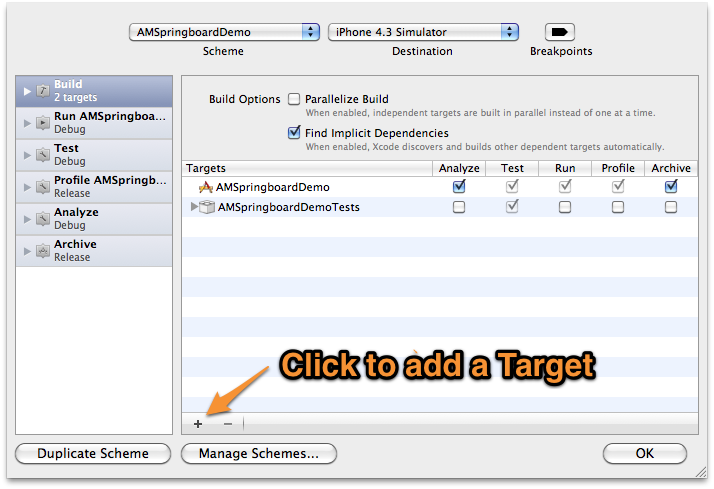 AMSpringboardDemo iPhone 4.3 Simulator
Scheme Destination Breakpoints
Build
2 targets
Run AMSpringboa...
Debug
Test
Debug
Profile AMSpringb...
Release
Analyze
Debug
Archive
Release
Build Options Parallelize Build
When enabled, independent targets are built in parallel instead of one at a time.
Find Implicit Dependencies
When enabled, Xcode discovers and builds other dependent targets automatically.
Targets Analyze Test Run Profile Archive
AMSpringboardDemo
AMSpringboardDemoTests
Click to add a Target
+ −
Duplicate Scheme Manage Schemes... OK